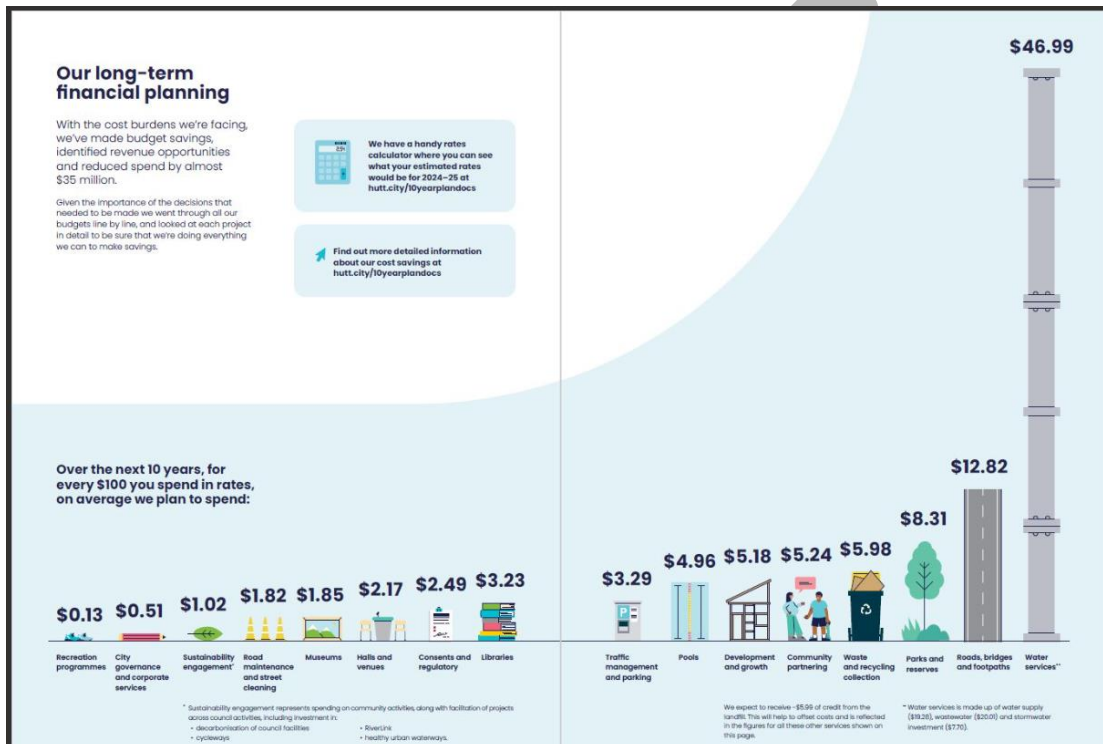 Our long-term
financial planning
With the cost burdens we're facing,
we've made budget savings,
identified revenue opportunities
and reduced spend by almost
$35 million.
Given the importance of the decisions that
needed to be made we went through all our
budgets line by line, and looked at each project
in detail to be sure that we're doing everything
we can to make savings.
We have a handy rates
calculator where you can see
what your estimated rates
would be for 2024–25 at
hutt.city/10yearplandocs
Find out more detailed information
about our cost savings at
hutt.city/10yearplandocs
Over the next 10 years, for
every $100 you spend in rates,
on average we plan to spend:
$0.13
Recreation
programmes
$0.51
City
governance
and corporate
services
$1.02
Sustainability
engagement*
$1.82
Road
maintenance
and street
cleaning
$1.85
Museums
$2.17
Halls and
venues
$2.49
Consents and
regulatory
$3.23
Libraries
$3.29
P
Traffic
management
and parking
$4.96
Pools
$5.18
Development
and growth
$5.24
Community
partnering
$5.98
Waste
and recycling
collection
$8.31
Parks and
reserves
$12.82
Roads, bridges
and footpaths
$46.99
Water
services**
* Sustainability engagement represents spending on community activities, along with facilitation of projects
across council activities, including investment in:
• decarbonisation of council facilities
• cycleways
• RiverLink
• healthy urban waterways.
We expect to receive -$5.99 of credit from the
landfill. This will help to offset costs and is reflected
in the figures for all these other services shown on
this page.
** Water services is made up of water supply
($19.28), wastewater ($20.01) and stormwater
investment ($7.70).